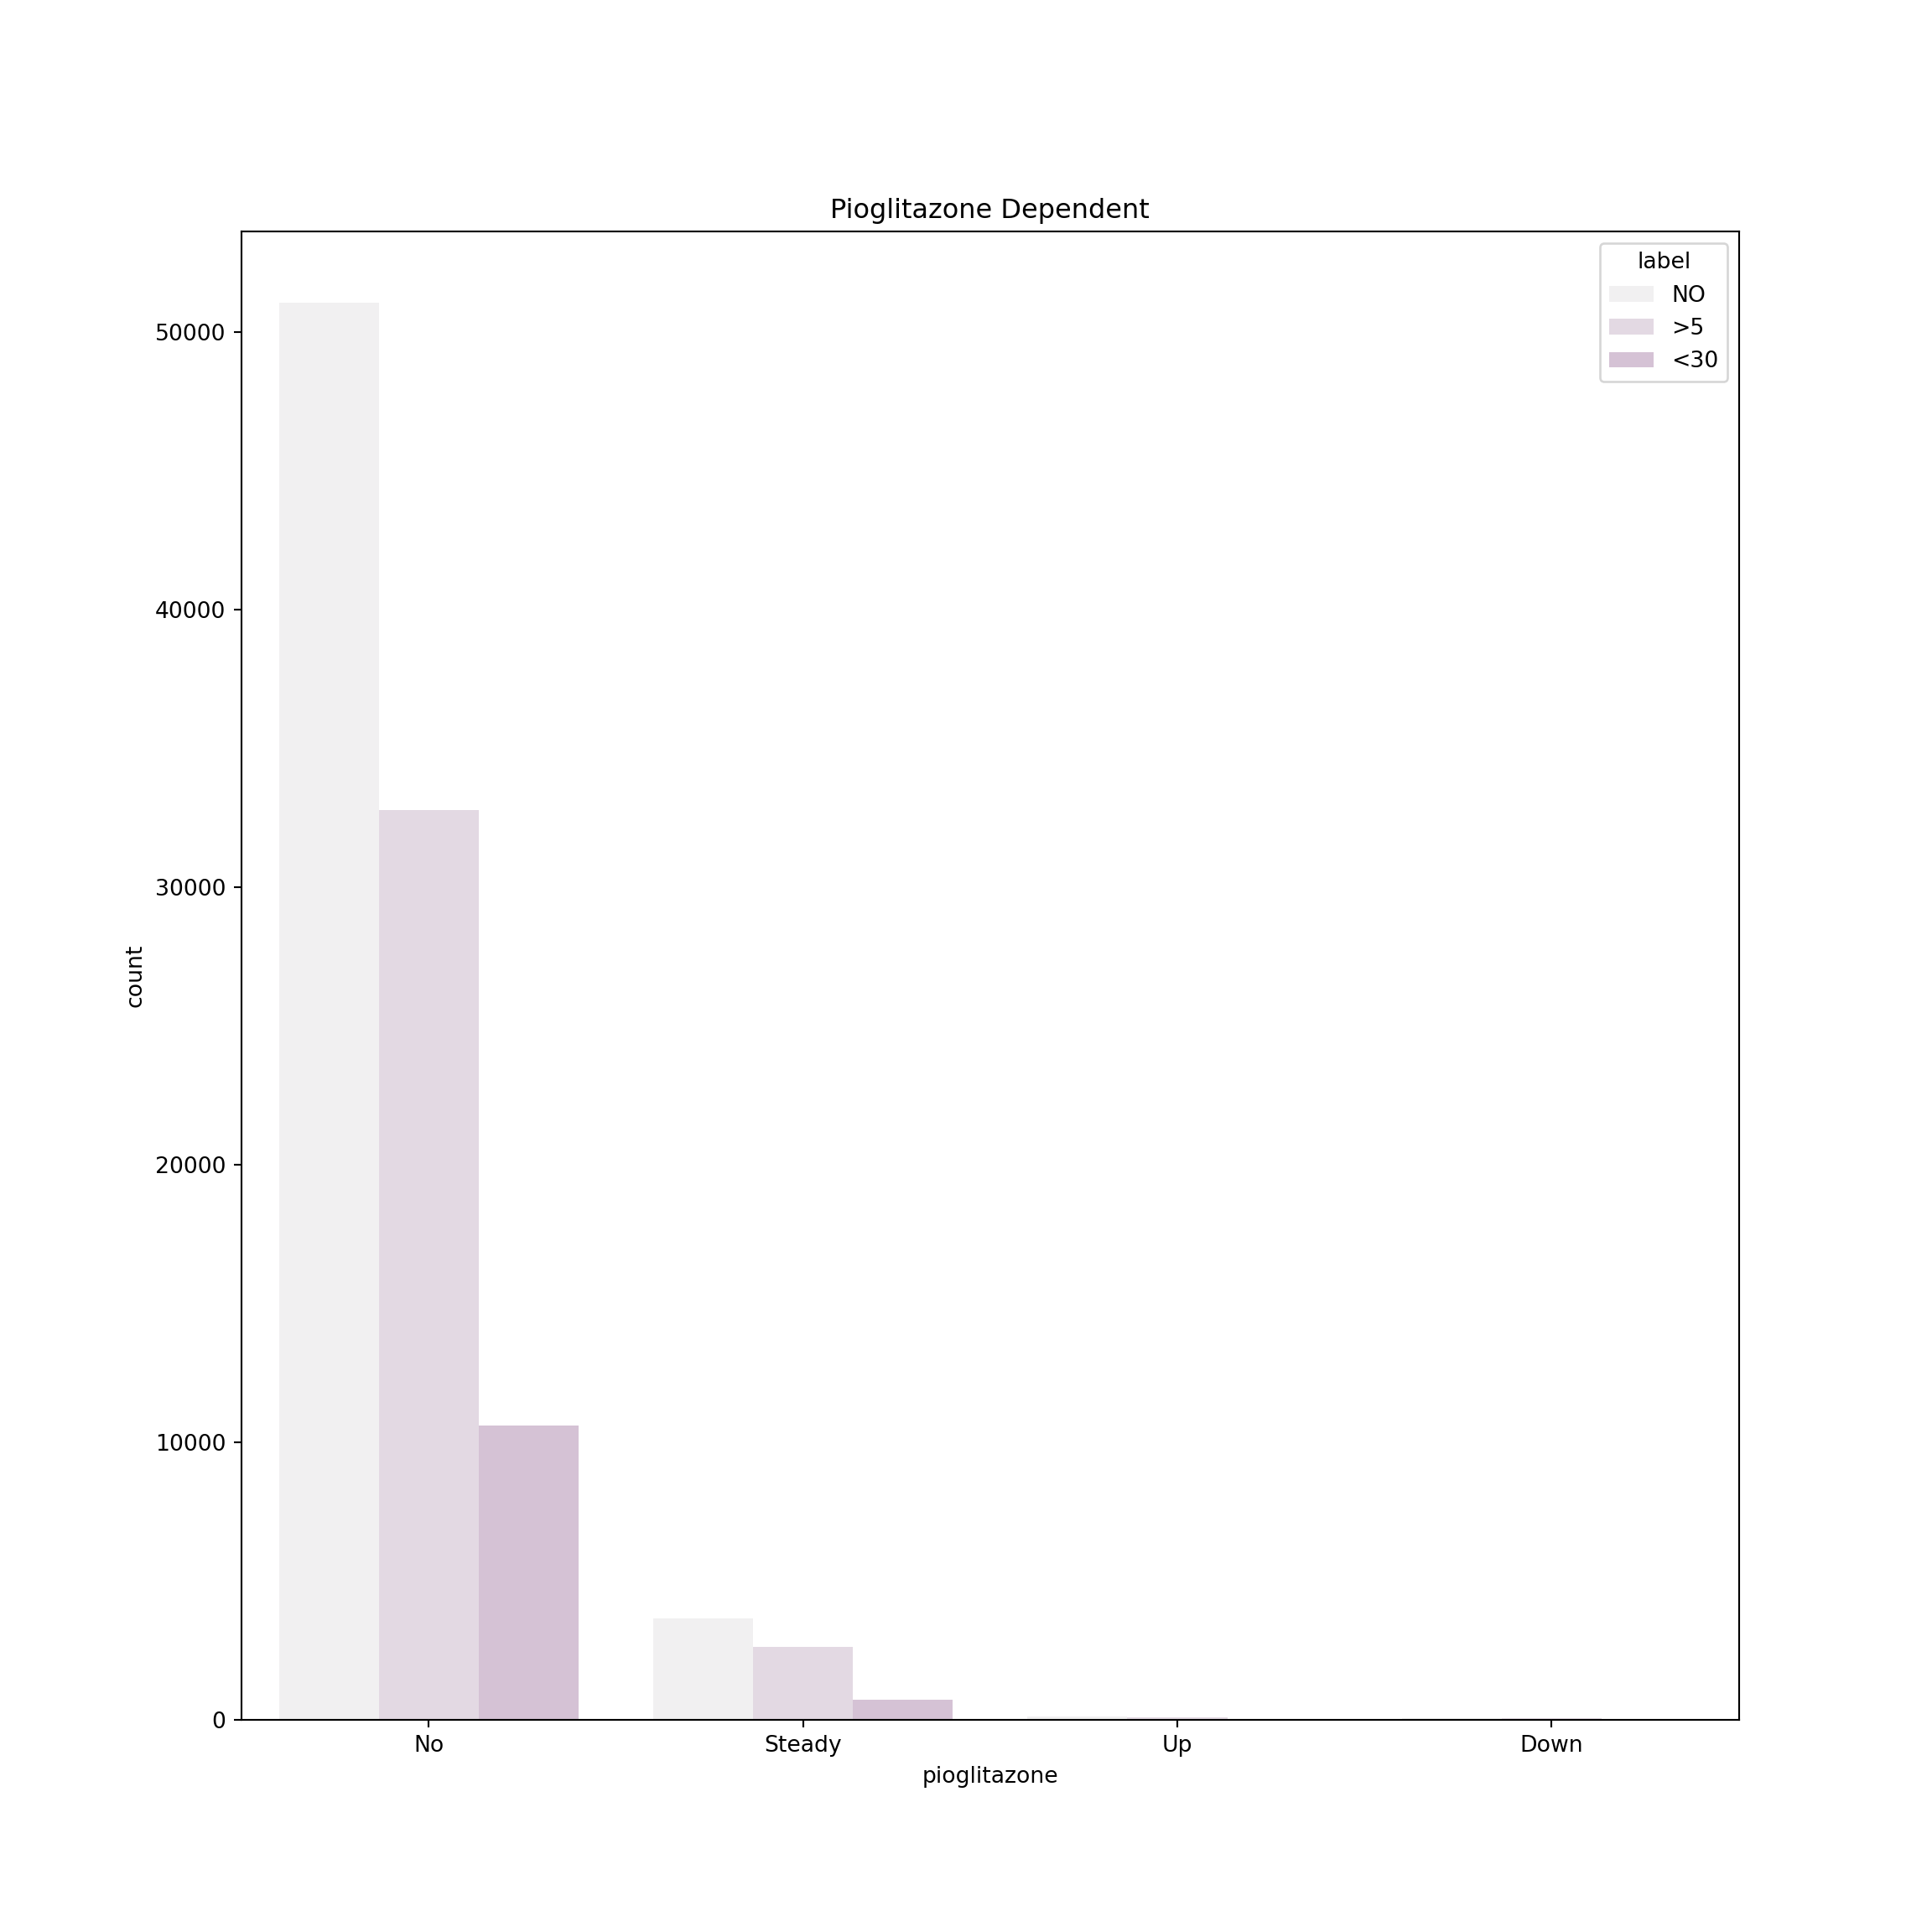 Pioglitazone Dependent
label
NO
>5
<30
50000
40000
30000
20000
10000
0
count
No Steady Up Down
pioglitazone